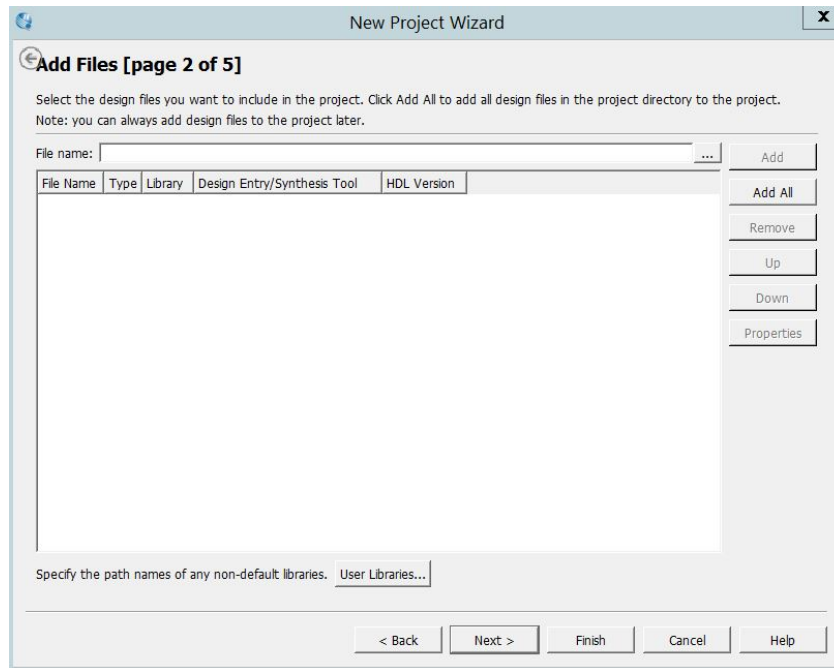 New Project Wizard
x
Add Files [page 2 of 5]
Select the design files you want to include in the project. Click Add All to add all design files in the project directory to the project.
Note: you can always add design files to the project later.
File name: ... Add
File Name Type Library Design Entry/Synthesis Tool HDL Version
Add All
Remove
Up
Down
Properties
Specify the path names of any non-default libraries. User Libraries...
< Back Next > Finish Cancel Help